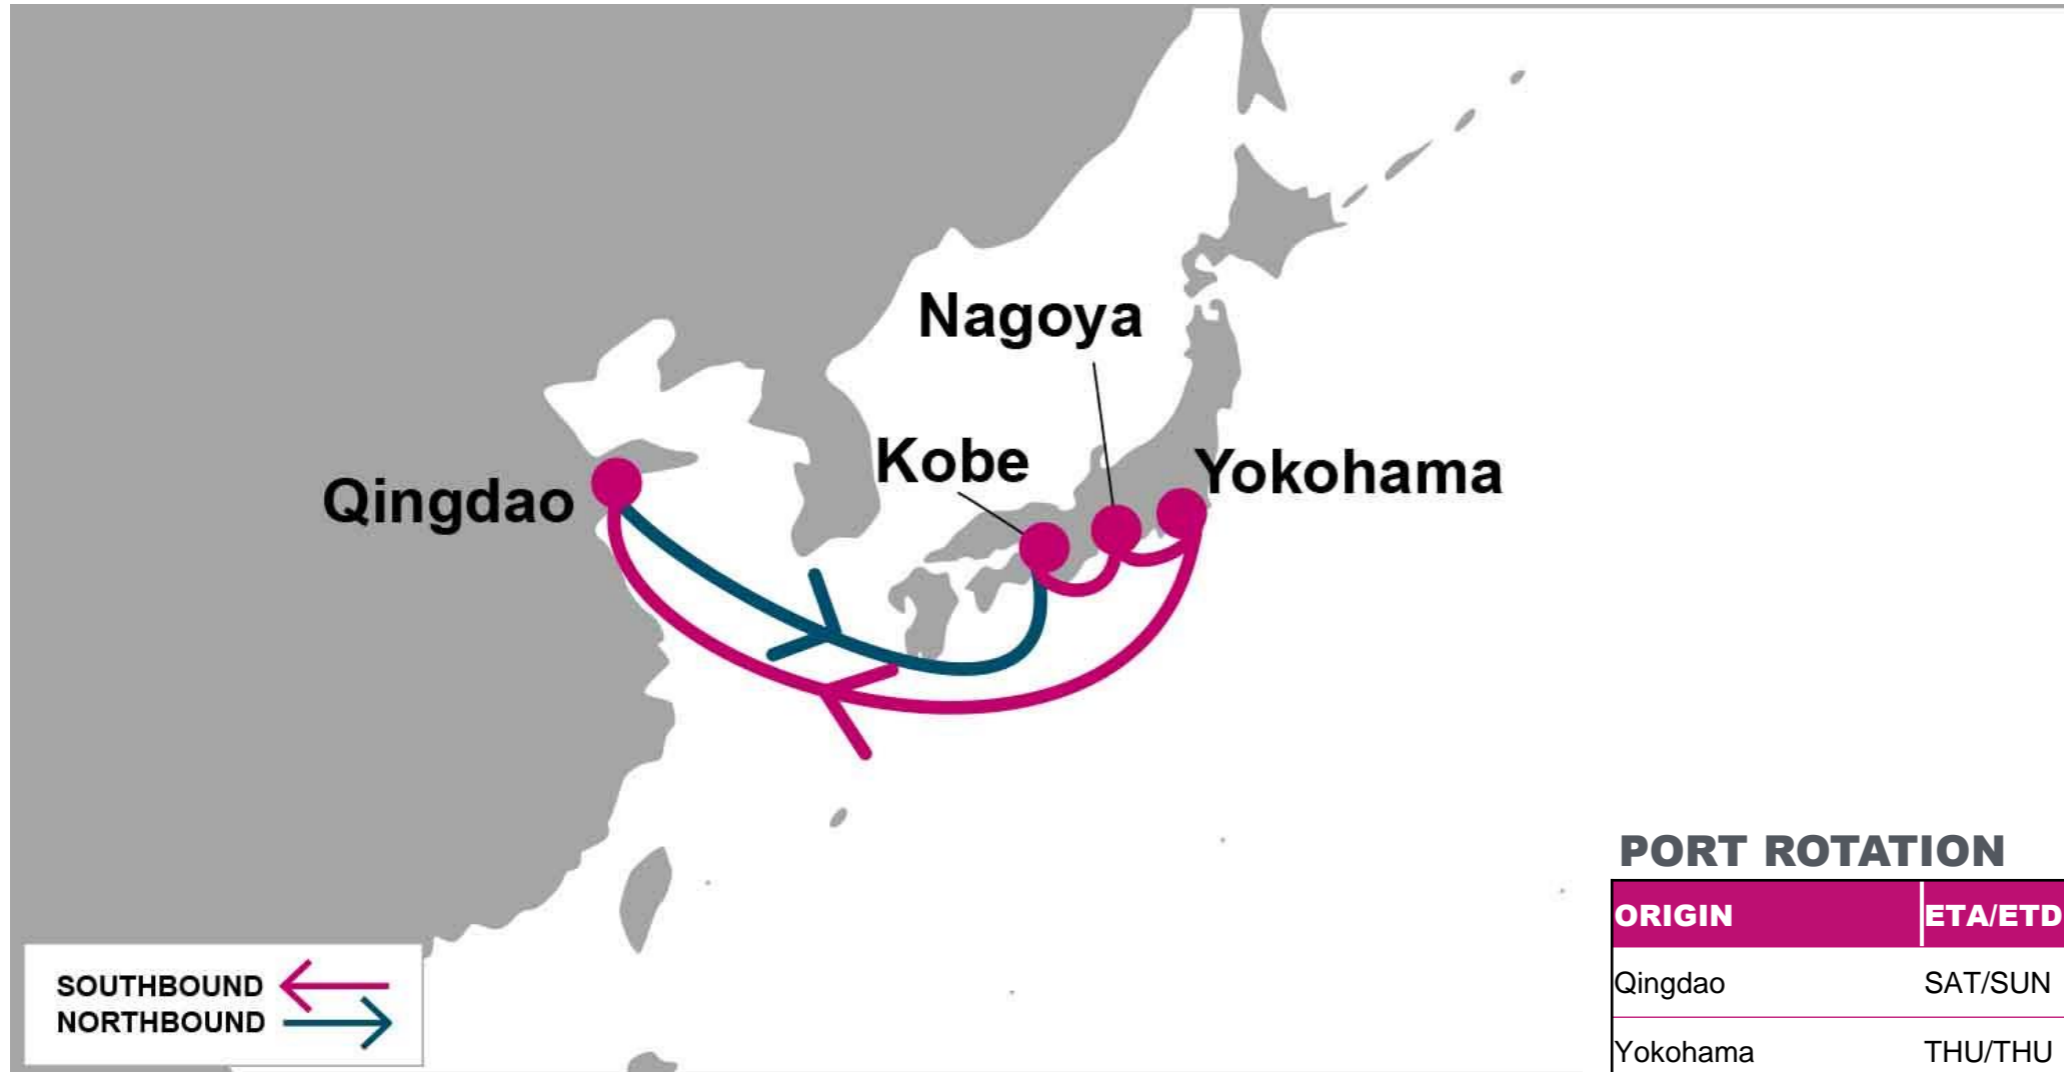 Nagoya
Kobe
Yokohama
Qingdao
PORT ROTATION
ORIGIN ETA/ETD
Qingdao SAT/SUN
Yokohama THU/THU
SOUTHBOUND
NORTHBOUND